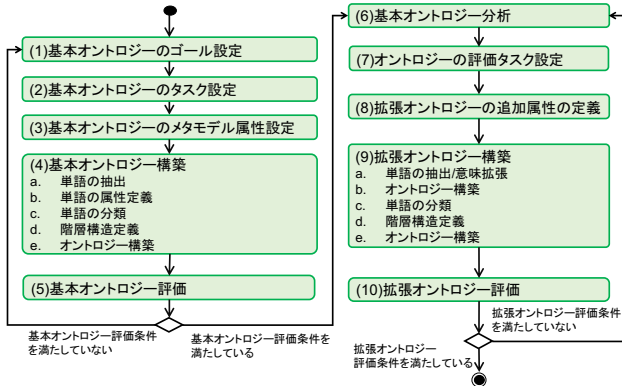 (1)基本オントロジーのゴール設定
(2)基本オントロジーのタスク設定
(3)基本オントロジーのメタモデル属性設定
(4)基本オントロジー構築
a. 単語の抽出
b. 単語の属性定義
c. 単語の分類
d. 階層構造定義
e. オントロジー構築
(5)基本オントロジー評価
基本オントロジー評価条件
を満たしていない
基本オントロジー評価条件を
満たしている
(6)基本オントロジー分析
(7)オントロジーの評価タスク設定
(8)拡張オントロジーの追加属性の定義
(9)拡張オントロジー構築
a. 単語の抽出/意味拡張
b. オントロジー構築
c. 単語の分類
d. 階層構造定義
e. オントロジー構築
(10)拡張オントロジー評価
拡張オントロジー評価条件
を満たしていない
拡張オントロジー
評価条件を満たしている